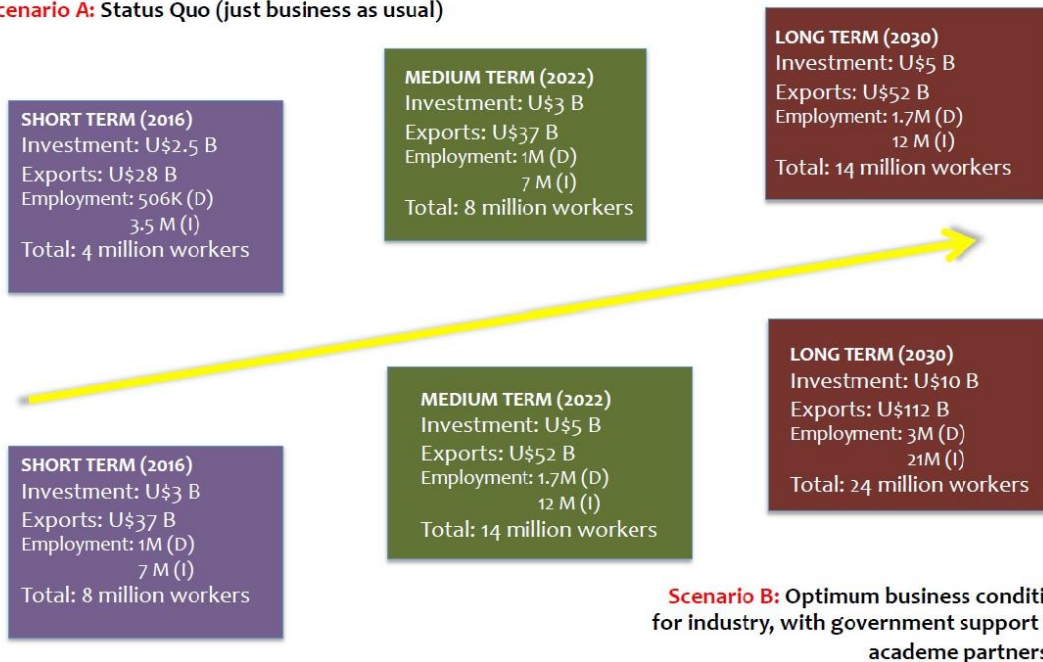 Scenario A: Status Quo (just business as usual)
SHORT TERM (2016)
Investment: U$2.5 B
Exports: U$28 B
Employment: 506K (D)
3.5 M (I)
Total: 4 million workers
MEDIUM TERM (2022)
Investment: U$3 B
Exports: U$37 B
Employment: 1M (D)
7 M (I)
Total: 8 million workers
LONG TERM (2030)
Investment: U$5 B
Exports: U$52 B
Employment: 1.7M (D)
12 M (I)
Total: 14 million workers
SHORT TERM (2016)
Investment: U$3 B
Exports: U$37 B
Employment: 1M (D)
7 M (I)
Total: 8 million workers
MEDIUM TERM (2022)
Investment: U$5 B
Exports: U$52 B
Employment: 1.7M (D)
12 M (I)
Total: 14 million workers
LONG TERM (2030)
Investment: U$10 B
Exports: U$112 B
Employment: 3M (D)
21M (I)
Total: 24 million workers
Scenario B: Optimum business conditi
for industry, with government support
academe partners